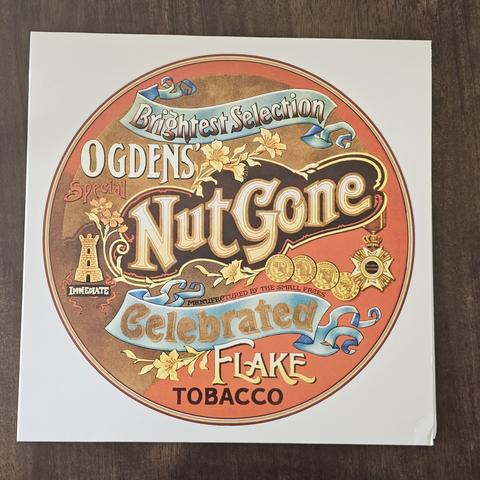 Brightest Selection
OGDENS'
Special
Nut Gone
IMMEDIATE
MANUFACTURED BY THE SMALL FACES
Celebrated
FLAKE
TOBACCO